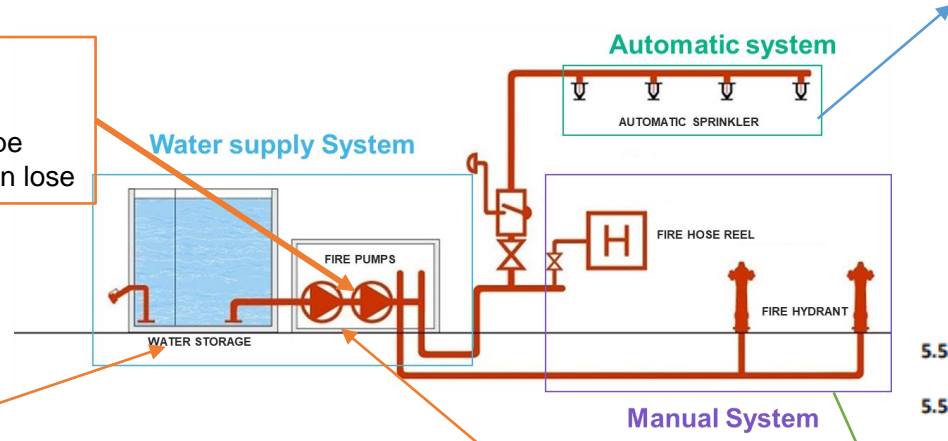 Automatic system
AUTOMATIC SPRINKLER
be
n lose
Water supply System
FIRE PUMPS
WATER STORAGE
H
FIRE HOSE REEL
FIRE HYDRANT
5.5
5.5
Manual System